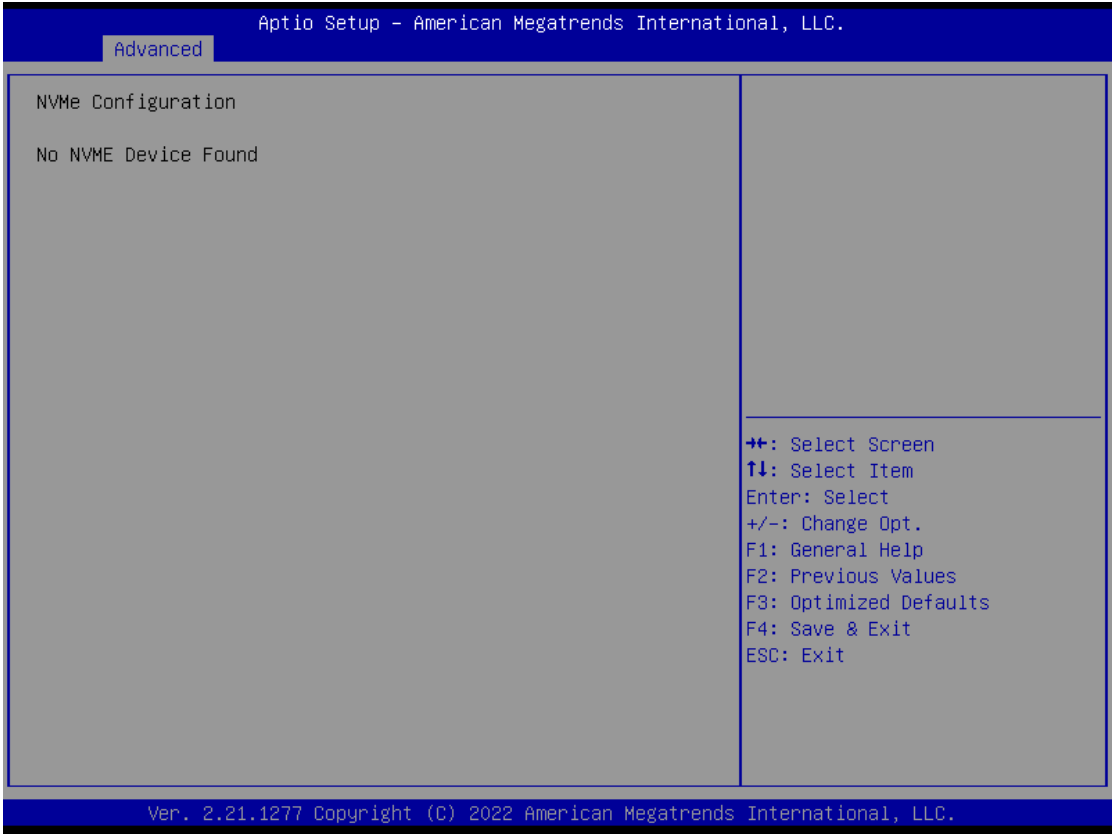 Aptio Setup – American Megatrends International, LLC.
Advanced
NVMe Configuration
No NVME Device Found
→←: Select Screen
↑↓: Select Item
Enter: Select
+/-: Change Opt.
F1: General Help
F2: Previous Values
F3: Optimized Defaults
F4: Save & Exit
ESC: Exit
Ver. 2.21.1277 Copyright (C) 2022 American Megatrends International, LLC.